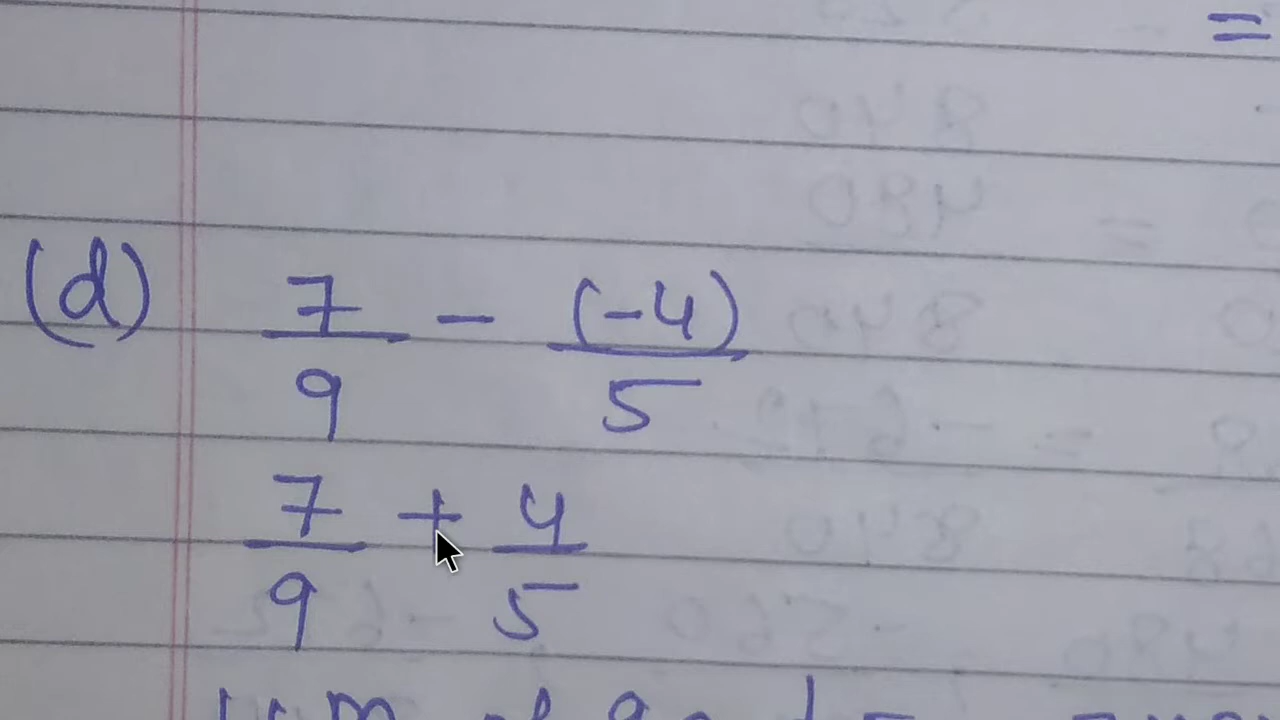 =
(d) 7/9 - (-4)/5
7/9 + 4/5